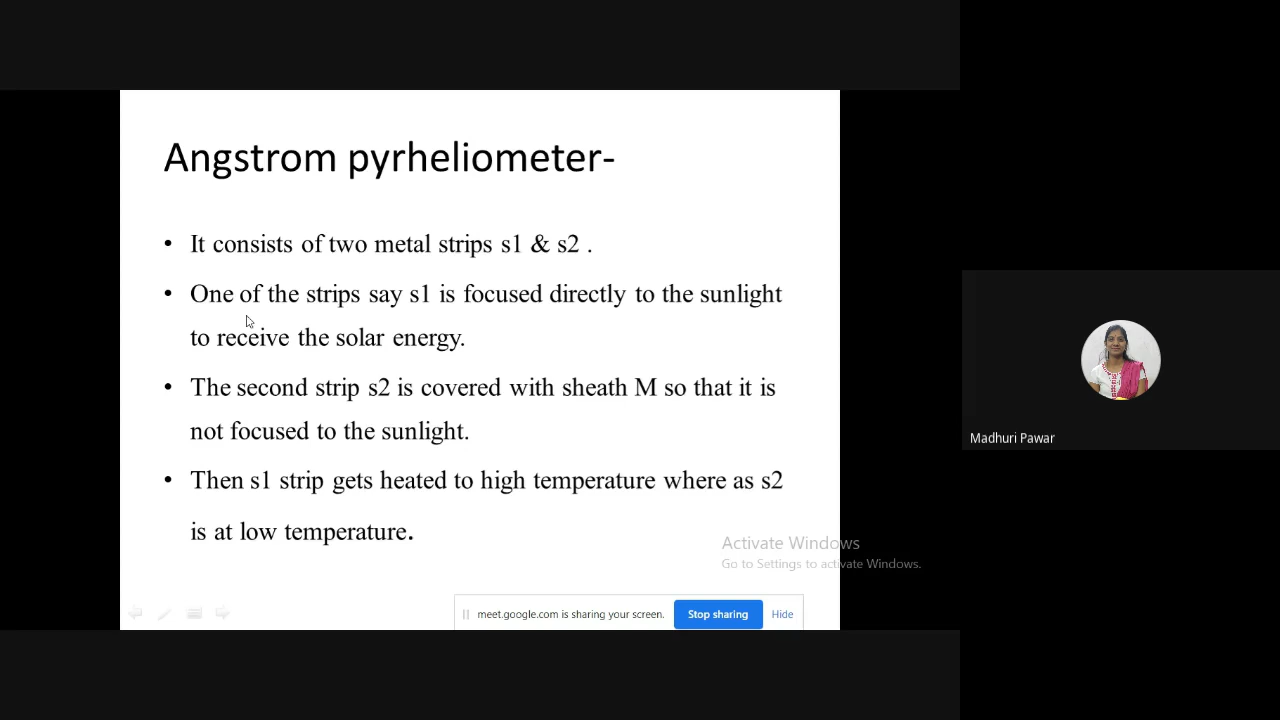 Angstrom pyrheliometer-
• It consists of two metal strips s1 & s2 .
• One of the strips say s1 is focused directly to the sunlight
to receive the solar energy.
• The second strip s2 is covered with sheath M so that it is
not focused to the sunlight.
• Then s1 strip gets heated to high temperature where as s2
is at low temperature.
Activate Windows
Go to Settings to activate Windows.
meet.google.com is sharing your screen. Stop sharing Hide
Madhuri Pawar